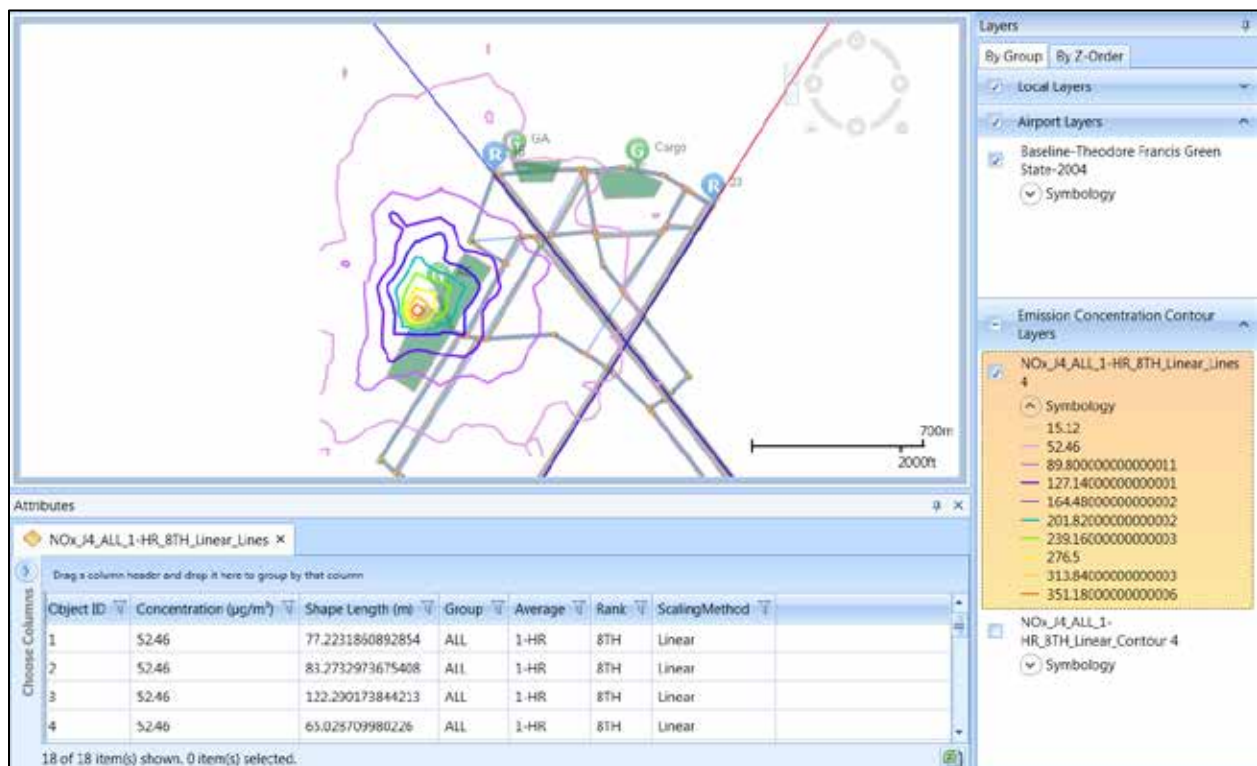 GA
Cargo
23
700m
2000ft
Layers
By Group By Z-Order
Local Layers
Airport Layers
Baseline-Theodore Francis Green
State-2004
Symbology
Emission Concentration Contour
Layers
NOx_J4_ALL_1-HR_8TH_Linear_Lines
4
Symbology
15.12
52.46
89.800000000000011
127.14000000000001
164.48000000000002
201.82000000000002
239.16000000000003
276.5
313.84000000000003
351.18000000000006
NOx_J4_ALL_1-
HR_8TH_Linear_Contour 4
Symbology
Attributes
NOx_J4_ALL_1-HR_8TH_Linear_Lines ×
Choose Columns
Drag a column header and drop it here to group by that column
Object ID Concentration (µg/m³) Shape Length (m) Group Average Rank ScalingMethod
1 52.46 77.2231860892854 ALL 1-HR 8TH Linear
2 52.46 83.2732973675408 ALL 1-HR 8TH Linear
3 52.46 122.290173844213 ALL 1-HR 8TH Linear
4 52.46 65.028709980226 ALL 1-HR 8TH Linear
18 of 18 item(s) shown. 0 item(s) selected.